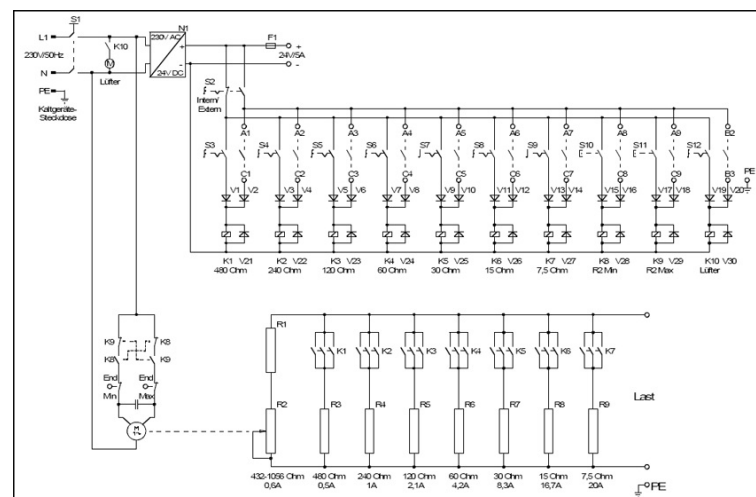 S1
L1
K10
N1
230V AC
230V/50Hz
M
N
24V DC
Lüfter
PE
Kaltgeräte-
Steckdose
+
-
F1
+
24V/5A
-
S2
Intern/
Extern
A1 A2 A3 A4 A5 A6 A7 A8 A9 B2
S3 S4 S5 S6 S7 S8 S9 S10 S11 S12
C1 C2 C3 C4 C5 C6 C7 C8 C9 B3
PE
V1 V2 V3 V4 V5 V6 V7 V8 V9 V10 V11 V12 V13 V14 V15 V16 V17 V18 V19 V20
K1 V21 K2 V22 K3 V23 K4 V24 K5 V25 K6 V26 K7 V27 K8 V28 K9 V29 K10 V30
480 Ohm 240 Ohm 120 Ohm 60 Ohm 30 Ohm 15 Ohm 7,5 Ohm R2 Min R2 Max Lüfter
K9 K8
K8 K9
End End
Min Max
M
1~
R1
K1 K2 K3 K4 K5 K6 K7
Last
R2 R3 R4 R5 R6 R7 R8 R9
432-1056 Ohm 480 Ohm 240 Ohm 120 Ohm 60 Ohm 30 Ohm 15 Ohm 7,5 Ohm
0,6A 0,5A 1A 2,1A 4,2A 8,3A 16,7A 20A
PE